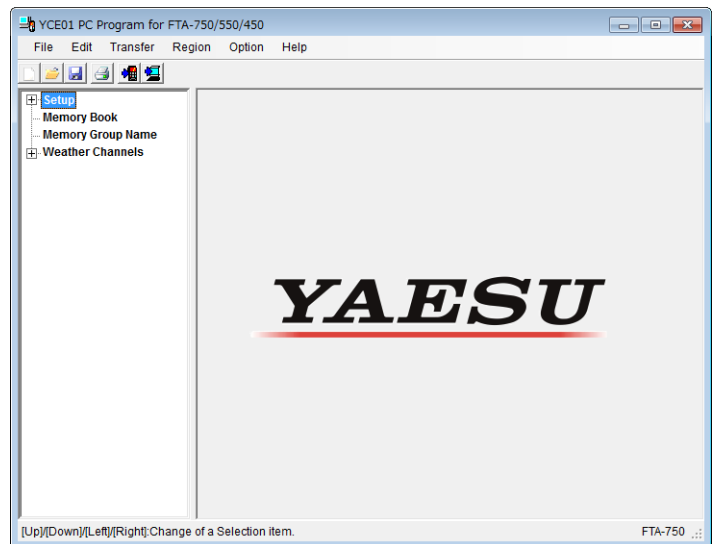 YCE01 PC Program for FTA-750/550/450
File Edit Transfer Region Option Help
Setup
Memory Book
Memory Group Name
Weather Channels
YAESU
[Up]/[Down]/[Left]/[Right]:Change of a Selection item. FTA-750